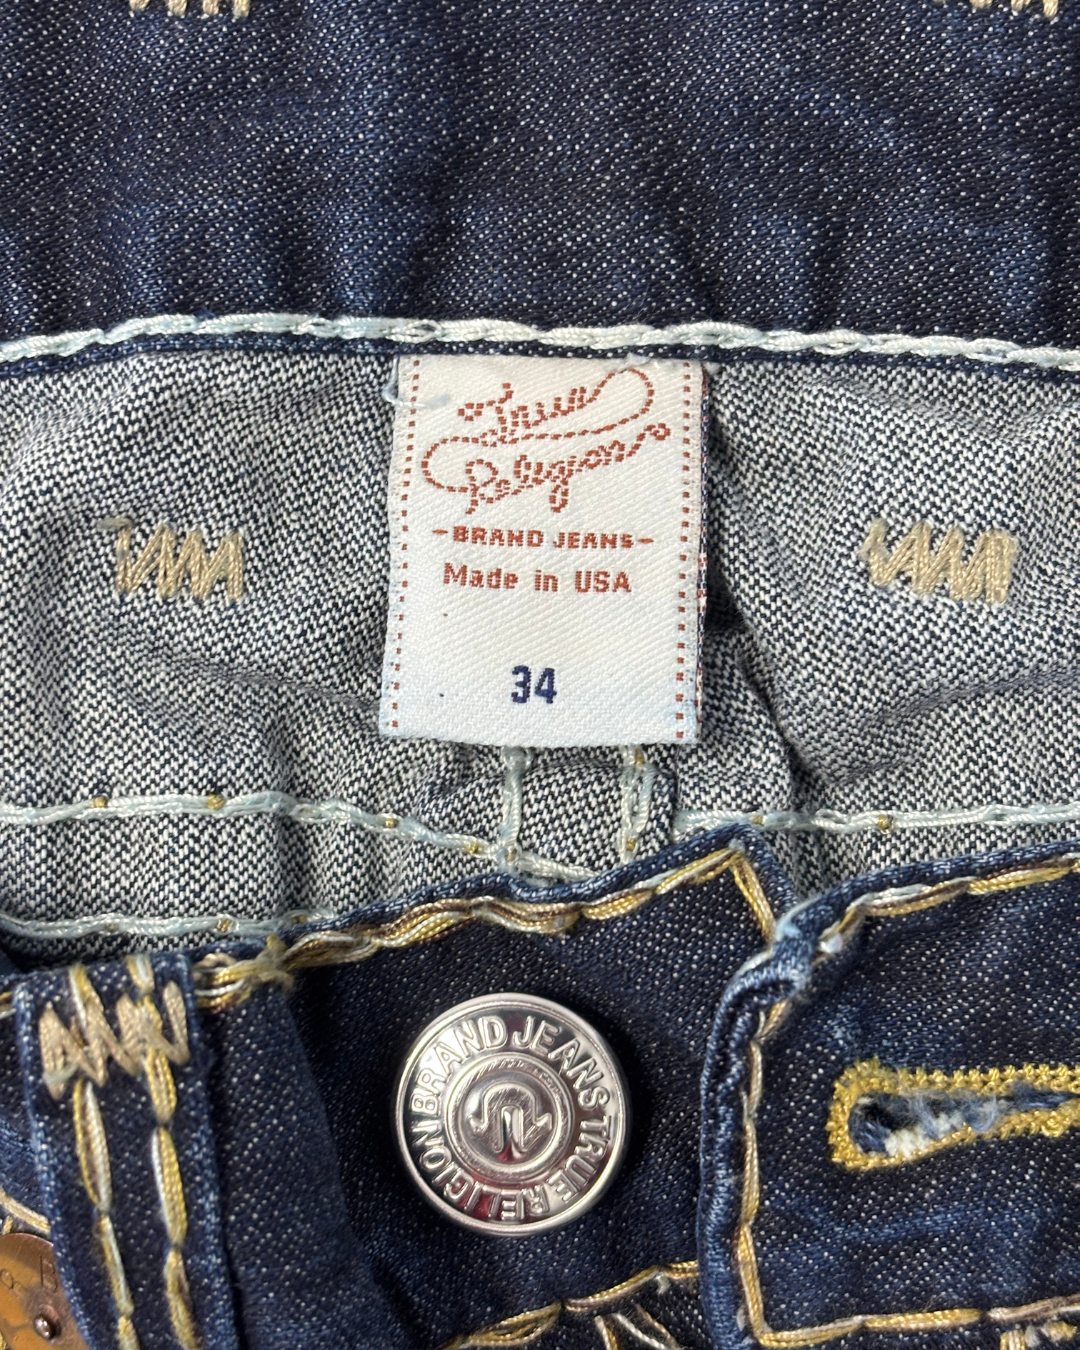 True
Religion
-BRAND JEANS-
Made in USA
34
BRAND JEANS TRUE RELIGION